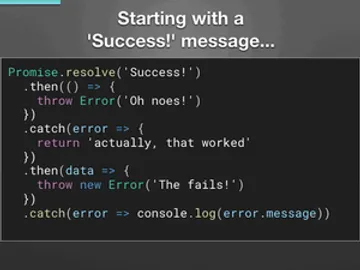 Starting with a
'Success!' message...
Promise.resolve('Success!')
  .then(() => {
    throw Error('Oh noes!')
  })
  .catch(error => {
    return 'actually, that worked'
  })
  .then(data => {
    throw new Error('The fails!')
  })
  .catch(error => console.log(error.message))